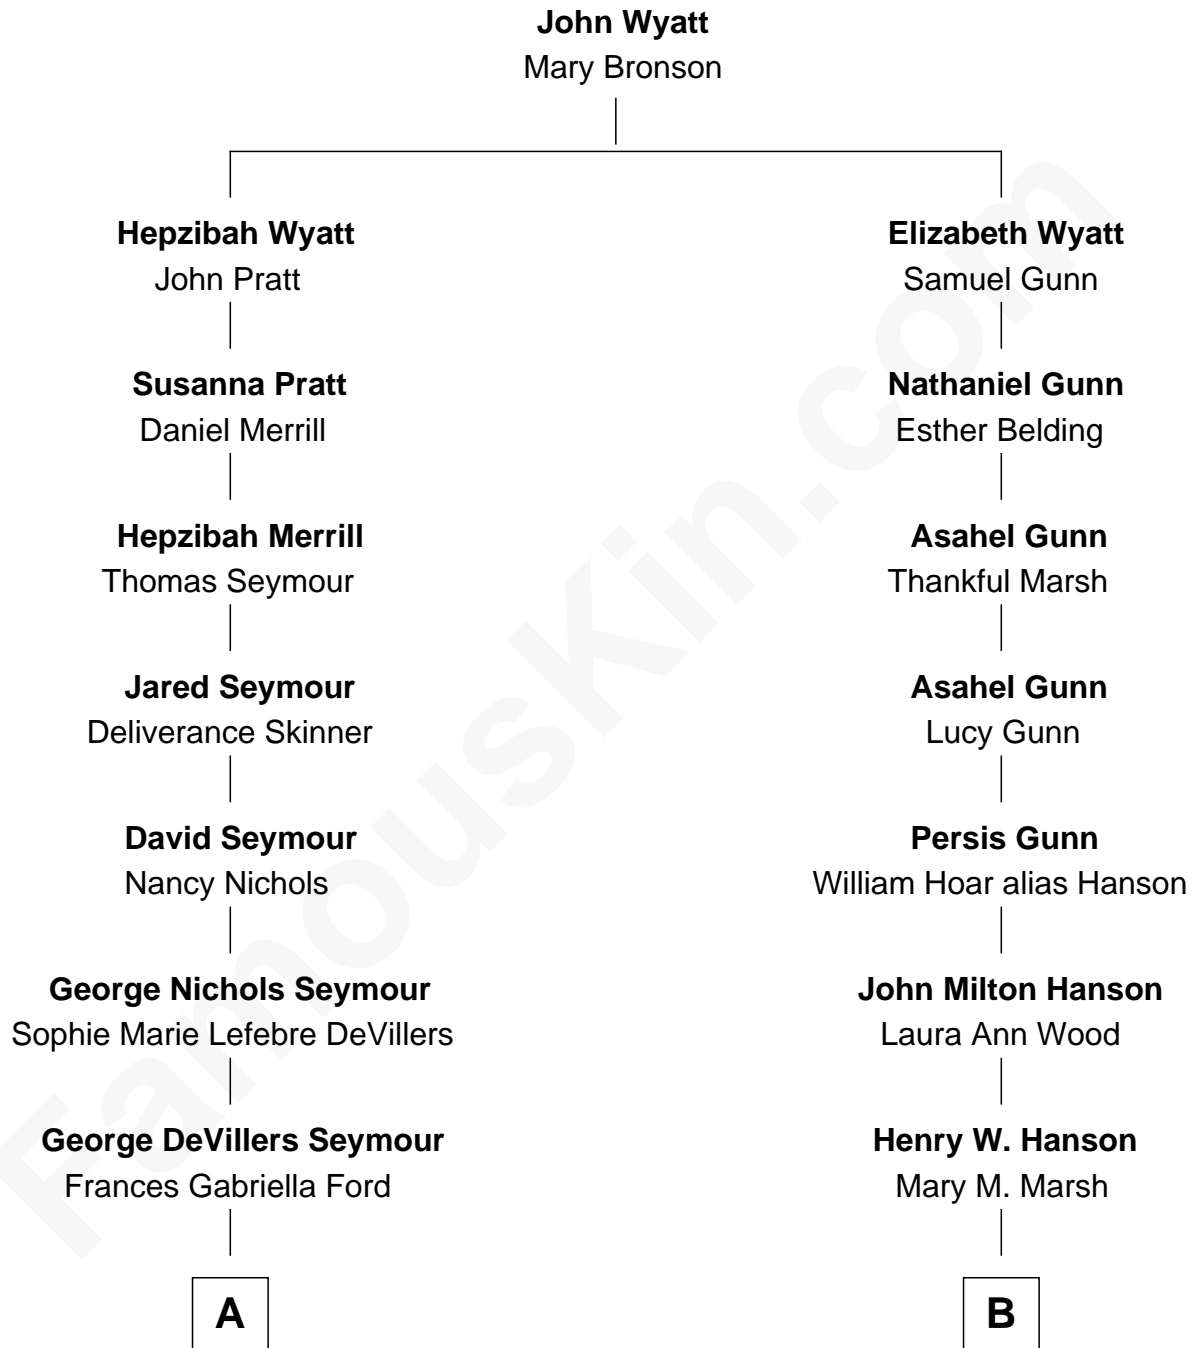 John Wyatt
Mary Bronson
Hepzibah Wyatt
John Pratt
Elizabeth Wyatt
Samuel Gunn
Susanna Pratt
Daniel Merrill
Nathaniel Gunn
Esther Belding
Hepzibah Merrill
Thomas Seymour
Asahel Gunn
Thankful Marsh
Jared Seymour
Deliverance Skinner
Asahel Gunn
Lucy Gunn
David Seymour
Nancy Nichols
Persis Gunn
William Hoar alias Hanson
George Nichols Seymour
Sophie Marie Lefebre DeVillers
John Milton Hanson
Laura Ann Wood
George DeVillers Seymour
Frances Gabriella Ford
Henry W. Hanson
Mary M. Marsh
A
B
FamousKin.com